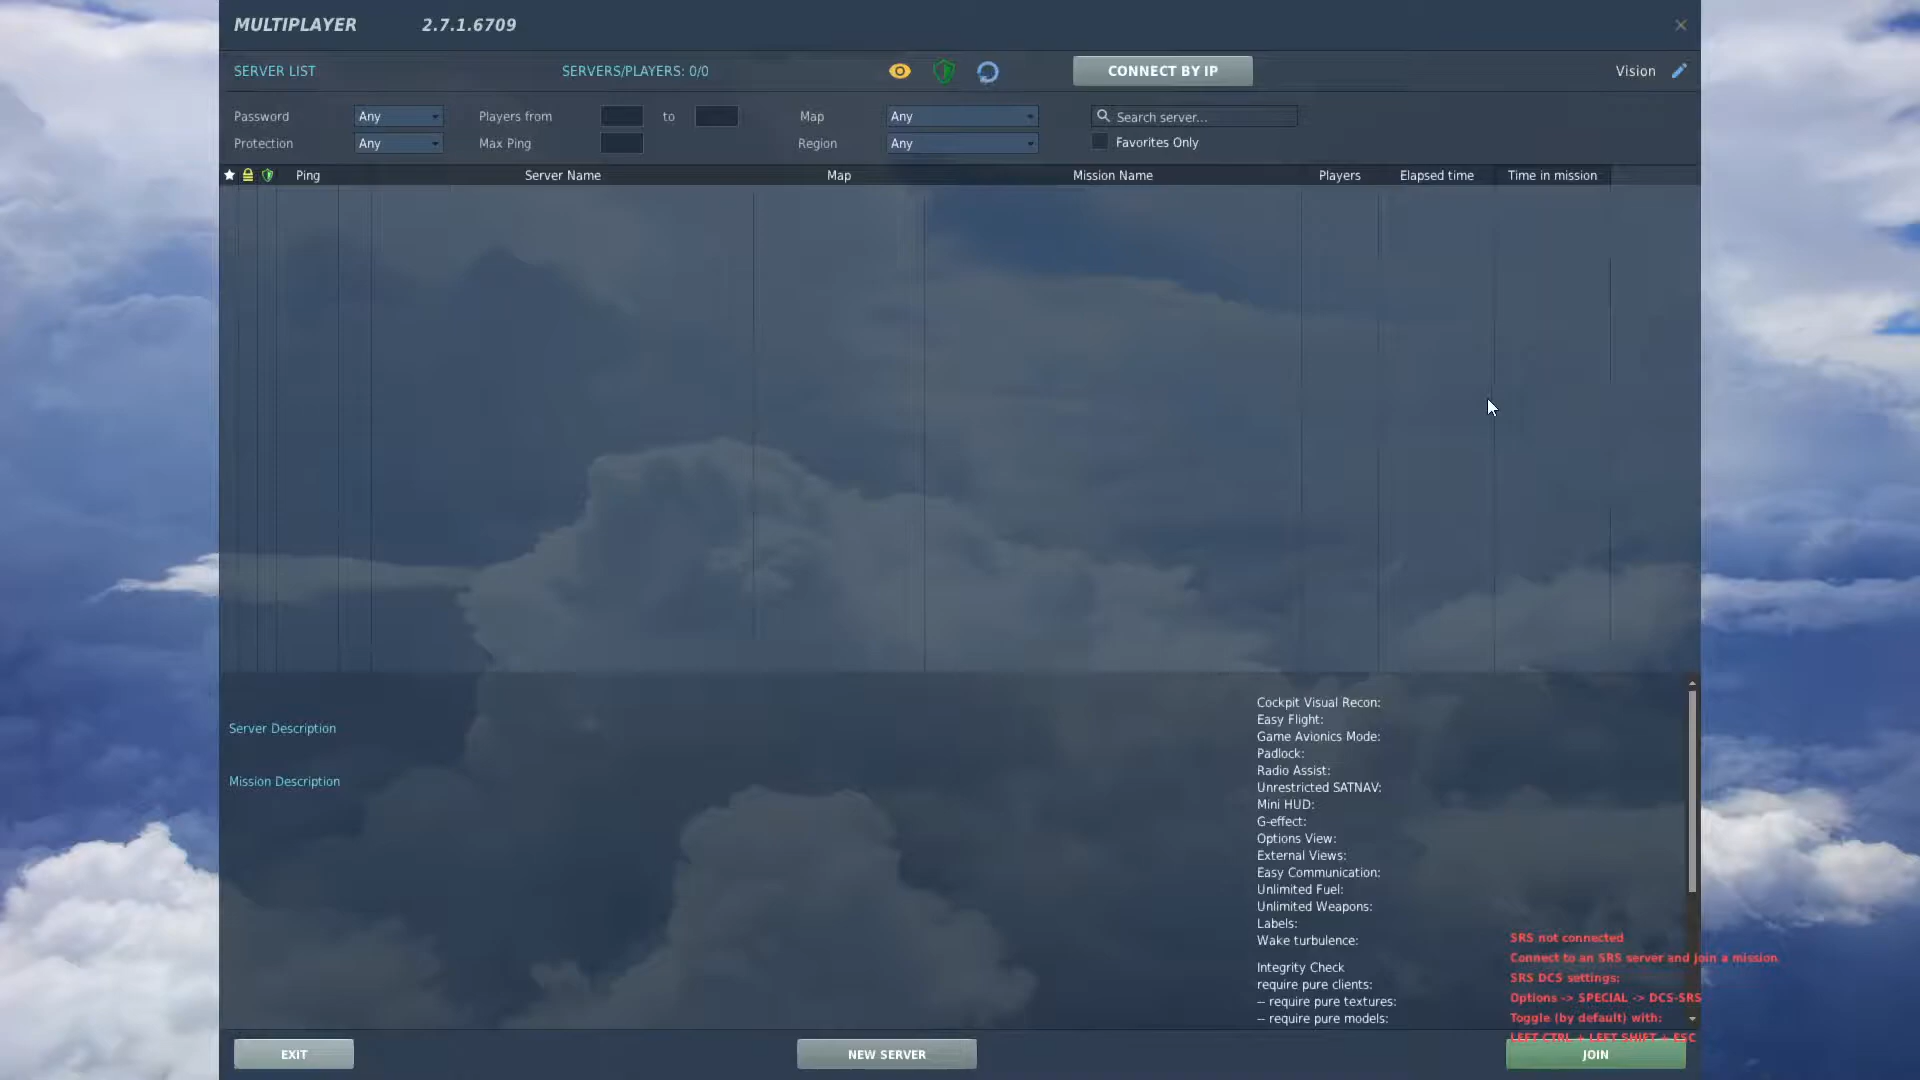 MULTIPLAYER 2.7.1.6709
SERVER LIST SERVERS/PLAYERS: 0/0 CONNECT BY IP Vision
Password Any Players from to Map Any Search server...
Protection Any Max Ping Region Any Favorites Only
Ping Server Name Map Mission Name Players Elapsed time Time in mission
Server Description
Mission Description
Cockpit Visual Recon:
Easy Flight:
Game Avionics Mode:
Padlock:
Radio Assist:
Unrestricted SATNAV:
Mini HUD:
G-effect:
Options View:
External Views:
Easy Communication:
Unlimited Fuel:
Unlimited Weapons:
Labels:
Wake turbulence:
Integrity Check
require pure clients:
-- require pure textures:
-- require pure models:
SRS not connected
Connect to an SRS server and join a mission
SRS DCS settings:
Options -> SPECIAL -> DCS-SRS
Toggle (by default) with:
LEFT CTRL + LEFT SHIFT + ESC
EXIT NEW SERVER JOIN